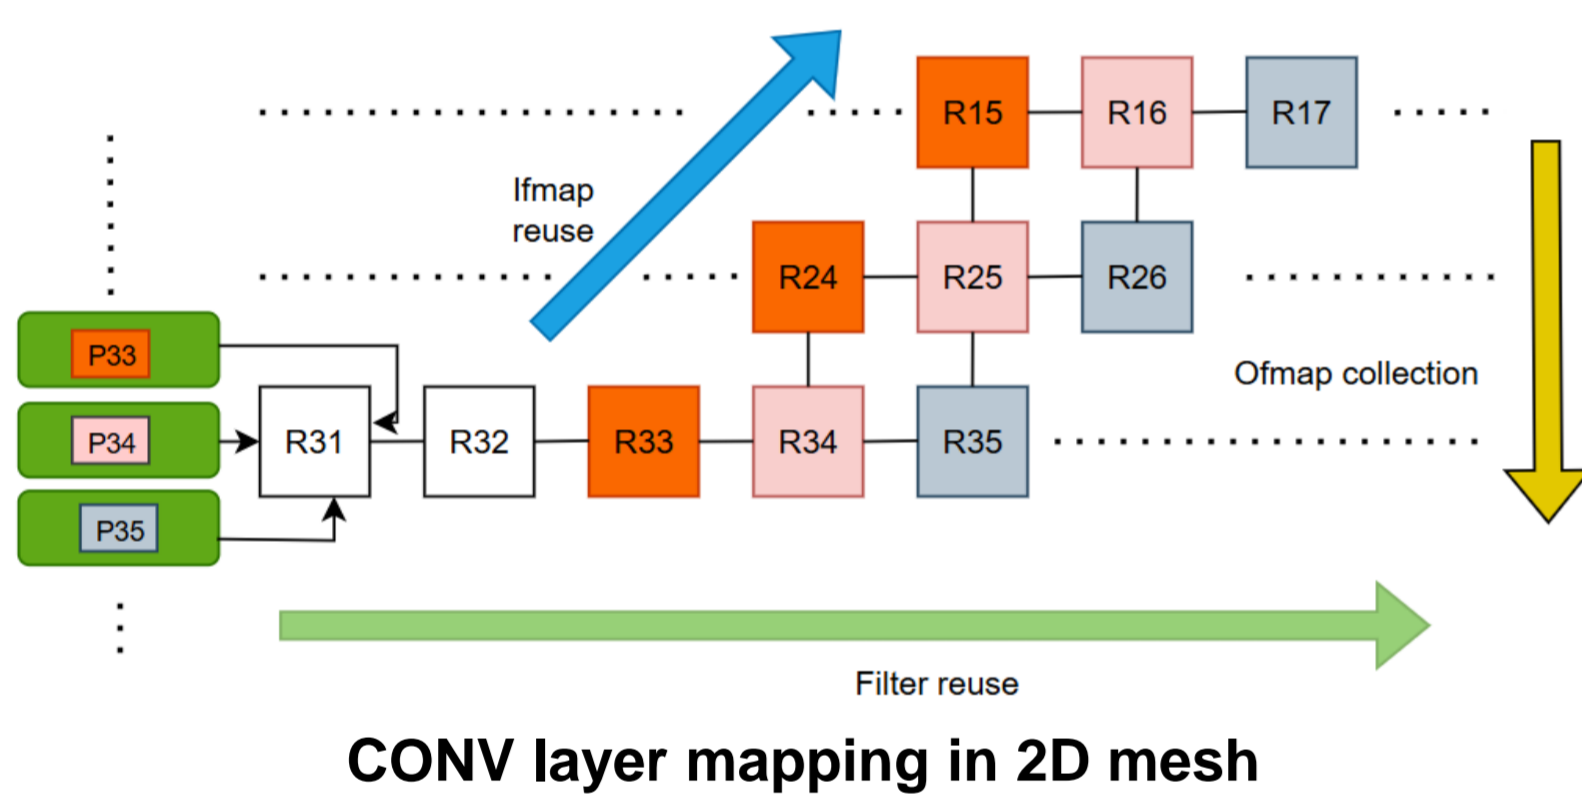 R15 R16 R17
Ifmap
reuse
R24 R25 R26
P33
Ofmap collection
P34 R31 R32 R33 R34 R35
P35
Filter reuse
CONV layer mapping in 2D mesh